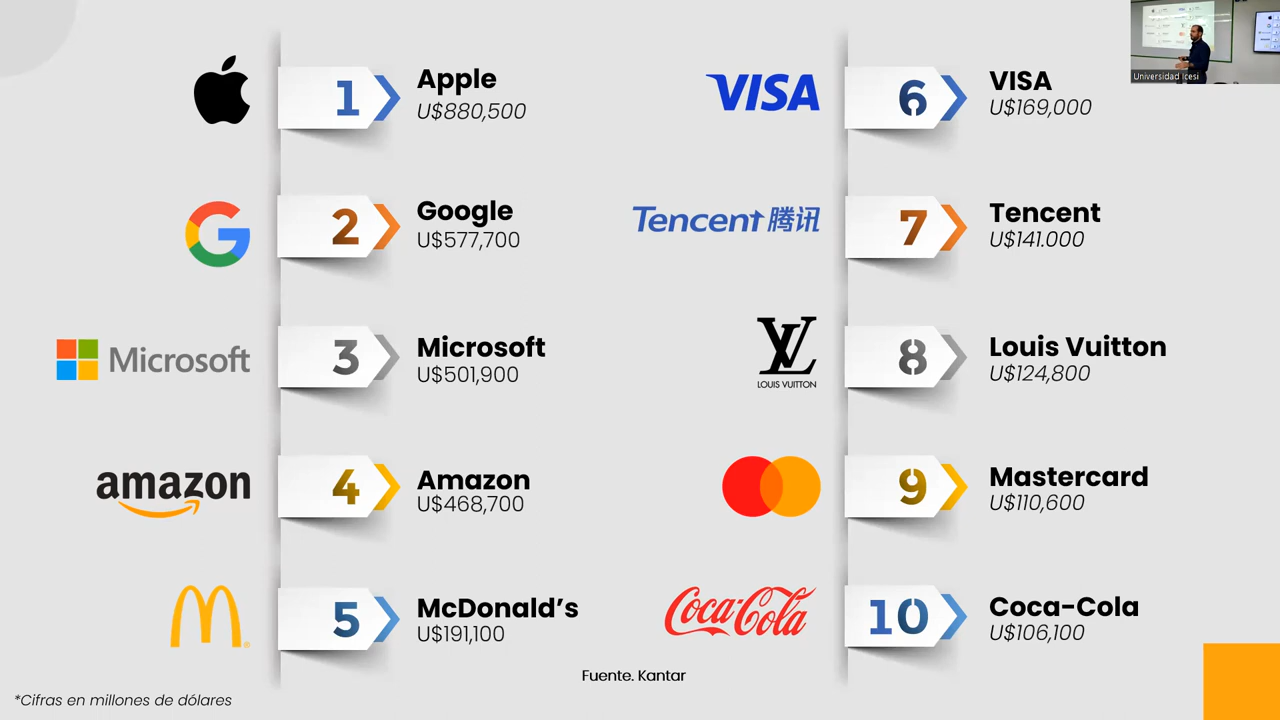 1
Apple
U$880,500
2
Google
U$577,700
Microsoft
3
Microsoft
U$501,900
amazon
4
Amazon
U$468,700
5
McDonald’s
U$191,100
VISA
6
VISA
U$169,000
Tencent 腾讯
7
Tencent
U$141.000
LV
LOUIS VUITTON
8
Louis Vuitton
U$124,800
9
Mastercard
U$110,600
Coca-Cola
10
Coca-Cola
U$106,100
Fuente. Kantar
*Cifras en millones de dólares
Universidad Icesi